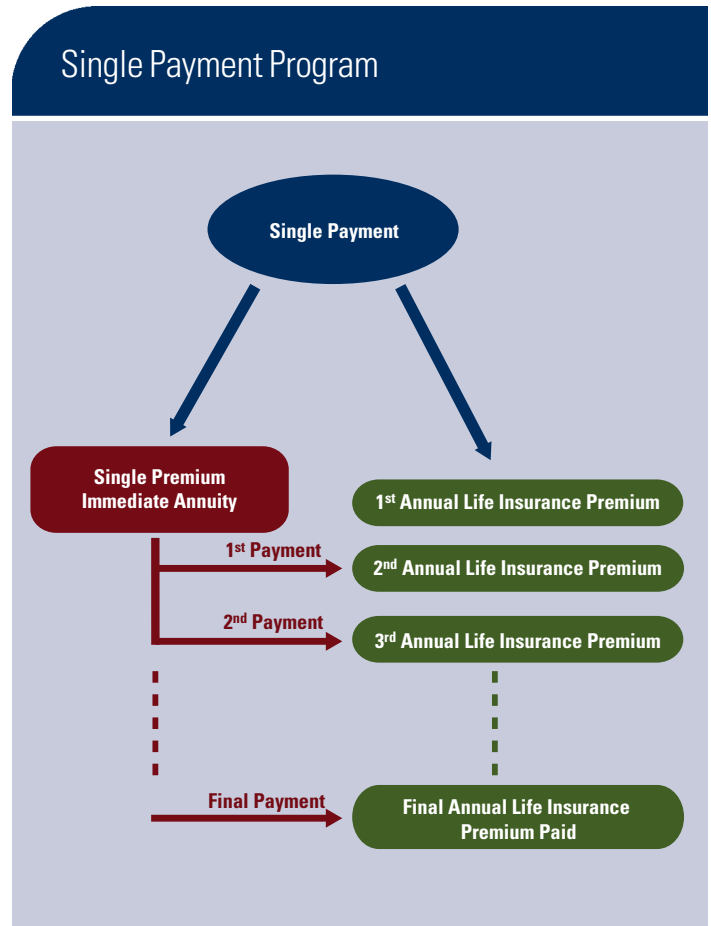 Single Payment Program
Single Payment
Single Premium
Immediate Annuity
1st Annual Life Insurance Premium
1st Payment
2nd Annual Life Insurance Premium
2nd Payment
3rd Annual Life Insurance Premium
Final Payment
Final Annual Life Insurance
Premium Paid